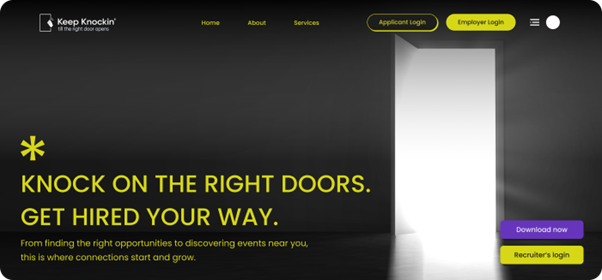 Keep Knockin'
till the right door opens
Home
About
Services
Applicant Login
Employer Login
KNOCK ON THE RIGHT DOORS.
GET HIRED YOUR WAY.
From finding the right opportunities to discovering events near you,
this is where connections start and grow.
Download now
Recruiter's login